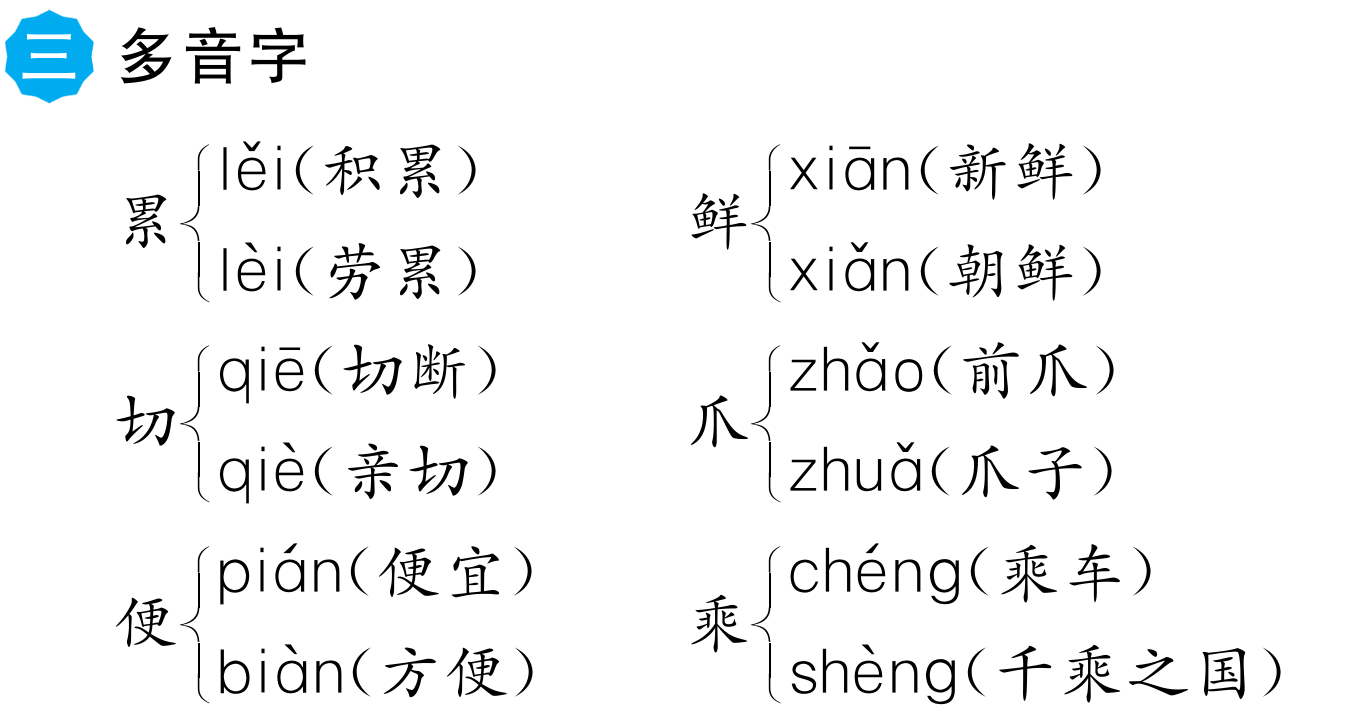 三 多音字
累 lěi(积累) lèi(劳累)
鲜 xiān(新鲜) xiǎn(朝鲜)
切 qiē(切断) qiè(亲切)
爪 zhǎo(前爪) zhuǎ(爪子)
便 pián(便宜) biàn(方便)
乘 chéng(乘车) shèng(千乘之国)